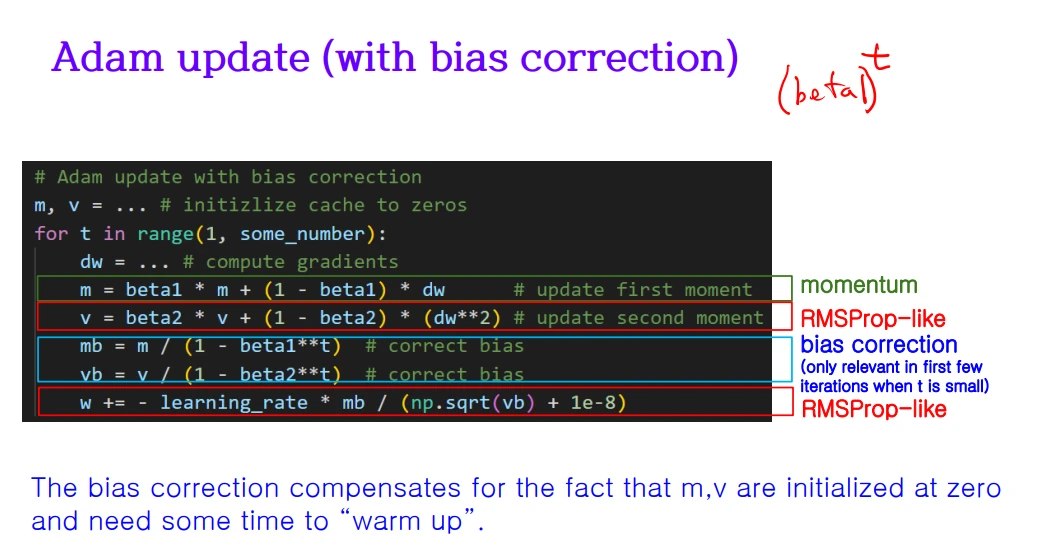 Adam update (with bias correction)
(beta1)^t
# Adam update with bias correction
m, v = ... # initizlize cache to zeros
for t in range(1, some_number):
    dw = ... # compute gradients
    m = beta1 * m + (1 - beta1) * dw      # update first moment
    v = beta2 * v + (1 - beta2) * (dw**2) # update second moment
    mb = m / (1 - beta1**t)  # correct bias
    vb = v / (1 - beta2**t)  # correct bias
    w += - learning_rate * mb / (np.sqrt(vb) + 1e-8)
momentum
RMSProp-like
bias correction
(only relevant in first few
iterations when t is small)
RMSProp-like
The bias correction compensates for the fact that m,v are initialized at zero
and need some time to “warm up”.